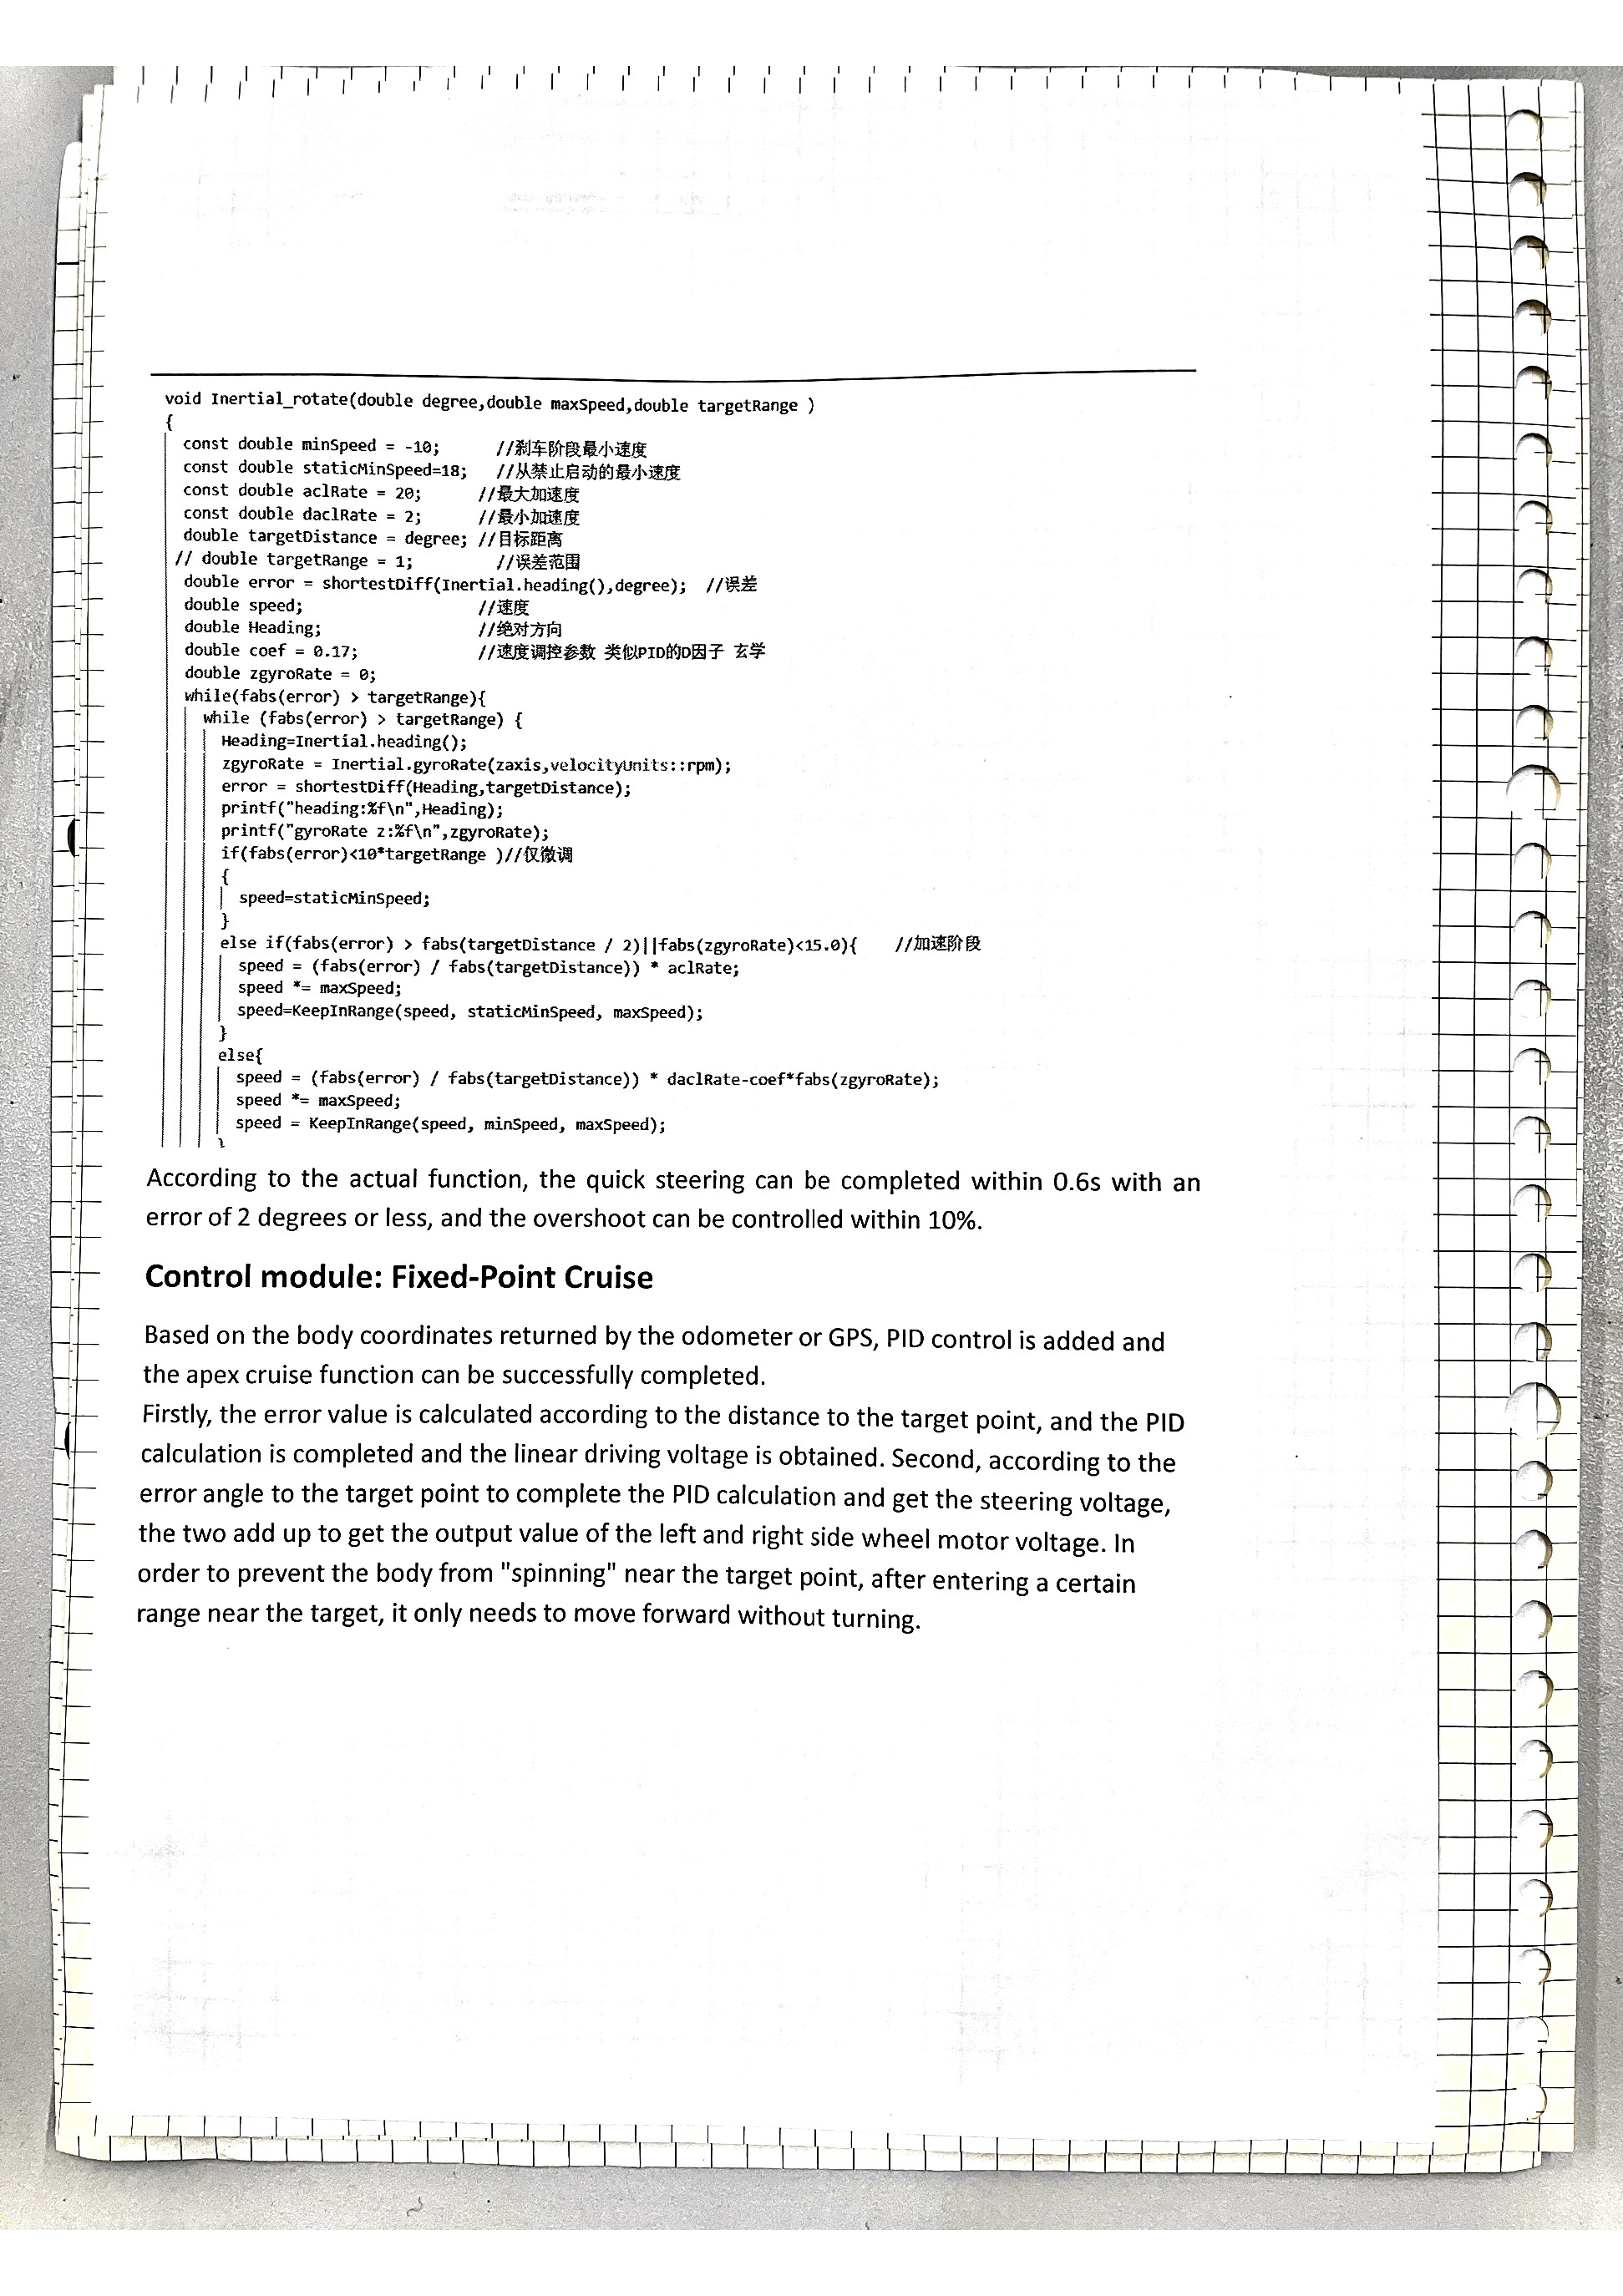 void Inertial_rotate(double degree,double maxSpeed,double targetRange )
{
const double minSpeed = -10; //刹车阶段最小速度
const double staticMinSpeed=18; //从禁止启动的最小速度
const double aclRate = 20; //最大加速度
const double daclRate = 2; //最小加速度
double targetDistance = degree; //目标距离
// double targetRange = 1; //误差范围
double error = shortestDiff(Inertial.heading(),degree); //误差
double speed; //速度
double Heading; //绝对方向
double coef = 0.17; //速度调控参数 类似PID的D因子 玄学
double zgyroRate = 0;
while(fabs(error) > targetRange){
while (fabs(error) > targetRange) {
Heading=Inertial.heading();
zgyroRate = Inertial.gyroRate(zaxis,velocityUnits::rpm);
error = shortestDiff(Heading,targetDistance);
printf("heading:%f\n",Heading);
printf("gyroRate z:%f\n",zgyroRate);
if(fabs(error)<10*targetRange )//仅微调
{
speed=staticMinSpeed;
}
else if(fabs(error) > fabs(targetDistance / 2)||fabs(zgyroRate)<15.0){ //加速阶段
speed = (fabs(error) / fabs(targetDistance)) * aclRate;
speed *= maxSpeed;
speed=KeepInRange(speed, staticMinSpeed, maxSpeed);
}
else{
speed = (fabs(error) / fabs(targetDistance)) * daclRate-coef*fabs(zgyroRate);
speed *= maxSpeed;
speed = KeepInRange(speed, minSpeed, maxSpeed);
}
According to the actual function, the quick steering can be completed within 0.6s with an
error of 2 degrees or less, and the overshoot can be controlled within 10%.
Control module: Fixed-Point Cruise
Based on the body coordinates returned by the odometer or GPS, PID control is added and
the apex cruise function can be successfully completed.
Firstly, the error value is calculated according to the distance to the target point, and the PID
calculation is completed and the linear driving voltage is obtained. Second, according to the
error angle to the target point to complete the PID calculation and get the steering voltage,
the two add up to get the output value of the left and right side wheel motor voltage. In
order to prevent the body from "spinning" near the target point, after entering a certain
range near the target, it only needs to move forward without turning.